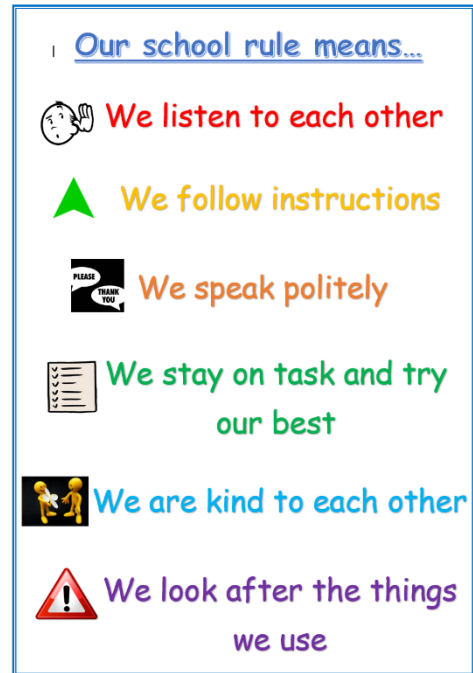 Our school rule means...
We listen to each other
We follow instructions
PLEASE
THANK
YOU
We speak politely
We stay on task and try
our best
We are kind to each other
We look after the things
we use